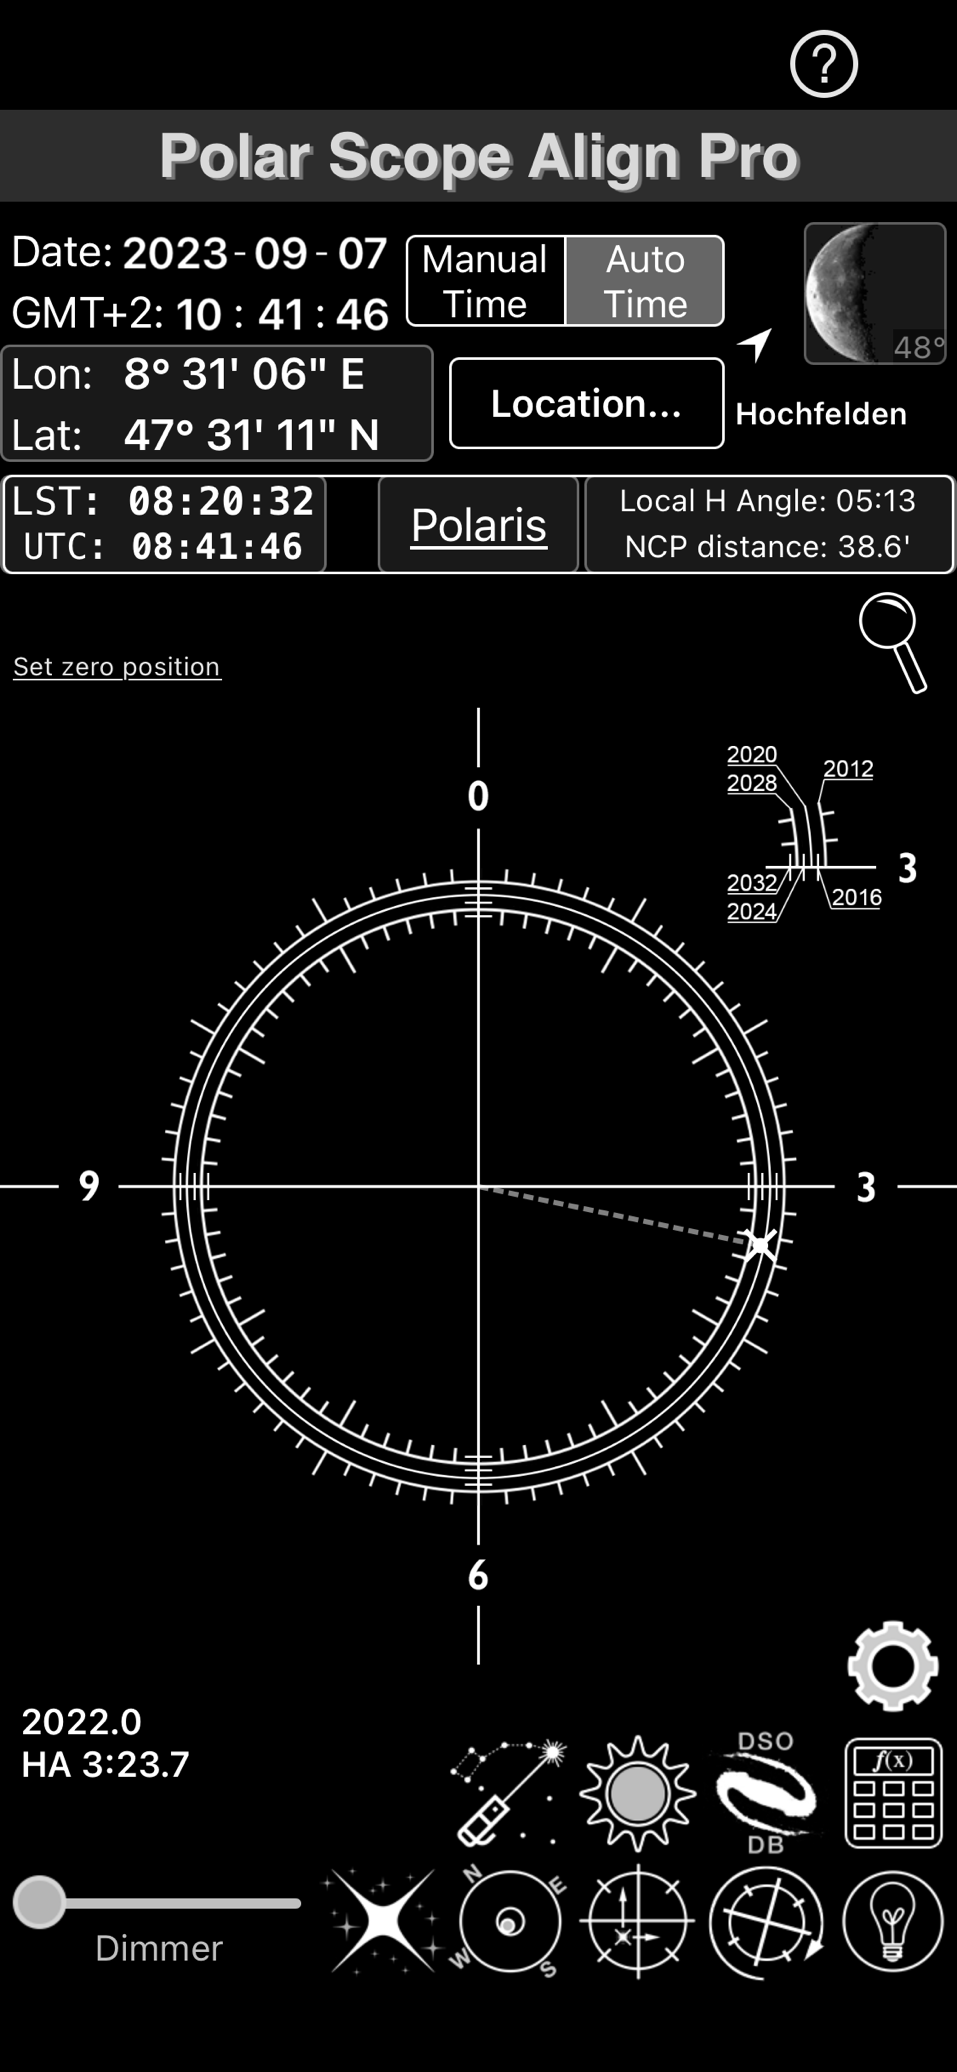 ?
Polar Scope Align Pro
Date: 2023-09-07
GMT+2: 10 : 41 : 46
Manual Time
Auto Time
48°
Lon: 8° 31' 06" E
Lat: 47° 31' 11" N
Location...
Hochfelden
LST: 08:20:32
UTC: 08:41:46
Polaris
Local H Angle: 05:13
NCP distance: 38.6'
Set zero position
2020
2012
2028
3
2032
2016
2024
0
9
3
6
2022.0
HA 3:23.7
DSO
DB
f(x)
Dimmer
N
E
W
S